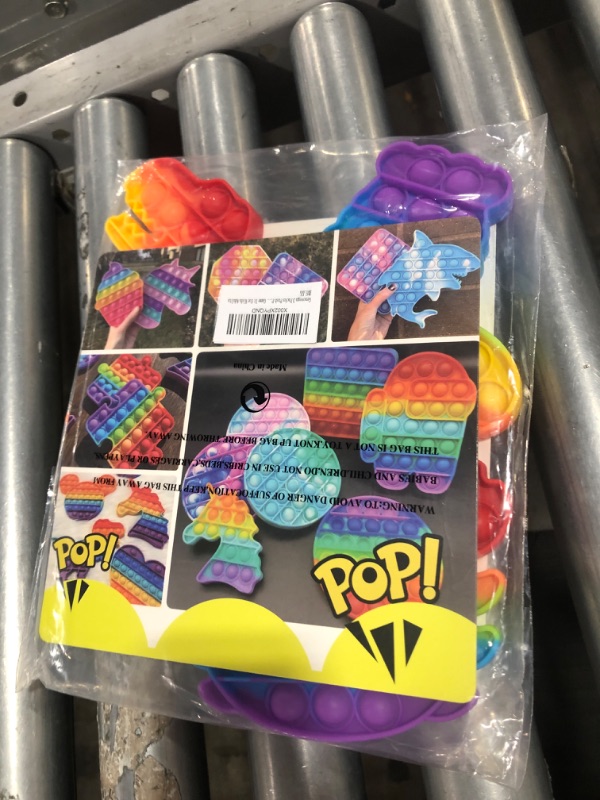 X002XRPVQND
Made in China
WARNING:TO AVOID DANGER OF SUFFOCATION,KEEP THIS BAG AWAY FROM
BABIES AND CHILDREN.DO NOT USE IN CRIBS,BEDS,CARRIAGES OR PLAYPENS.
THIS BAG IS NOT A TOY.KNOT UP BAG BEFORE THROWING AWAY
POP!
POP!